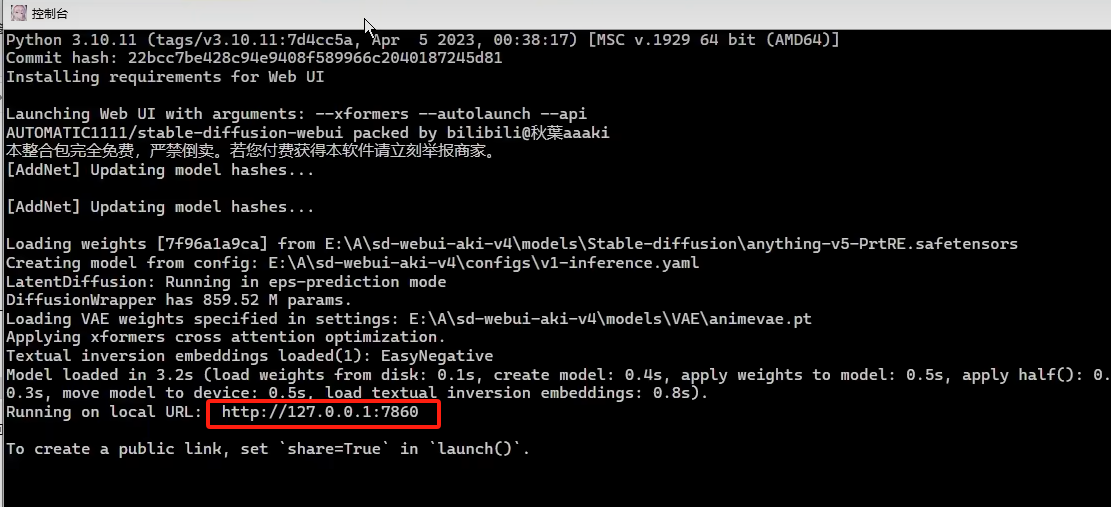 控制台
Python 3.10.11 (tags/v3.10.11:7d4cc5a, Apr  5 2023, 00:38:17) [MSC v.1929 64 bit (AMD64)]
Commit hash: 22bcc7be428c94e9408f589966c2040187245d81
Installing requirements for Web UI
Launching Web UI with arguments: --xformers --autolaunch --api
AUTOMATIC1111/stable-diffusion-webui packed by bilibili@秋葉aaaki
本整合包完全免费，严禁倒卖。若您付费获得本软件请立刻举报商家。
[AddNet] Updating model hashes...
[AddNet] Updating model hashes...
Loading weights [7f96a1a9ca] from E:\A\sd-webui-aki-v4\models\Stable-diffusion\anything-v5-PrtRE.safetensors
Creating model from config: E:\A\sd-webui-aki-v4\configs\v1-inference.yaml
LatentDiffusion: Running in eps-prediction mode
DiffusionWrapper has 859.52 M params.
Loading VAE weights specified in settings: E:\A\sd-webui-aki-v4\models\VAE\animevae.pt
Applying xformers cross attention optimization.
Textual inversion embeddings loaded(1): EasyNegative
Model loaded in 3.2s (load weights from disk: 0.1s, create model: 0.4s, apply weights to model: 0.5s, apply half(): 0.
0.3s, move model to device: 0.5s, load textual inversion embeddings: 0.8s).
Running on local URL:  http://127.0.0.1:7860
To create a public link, set `share=True` in `launch()`.